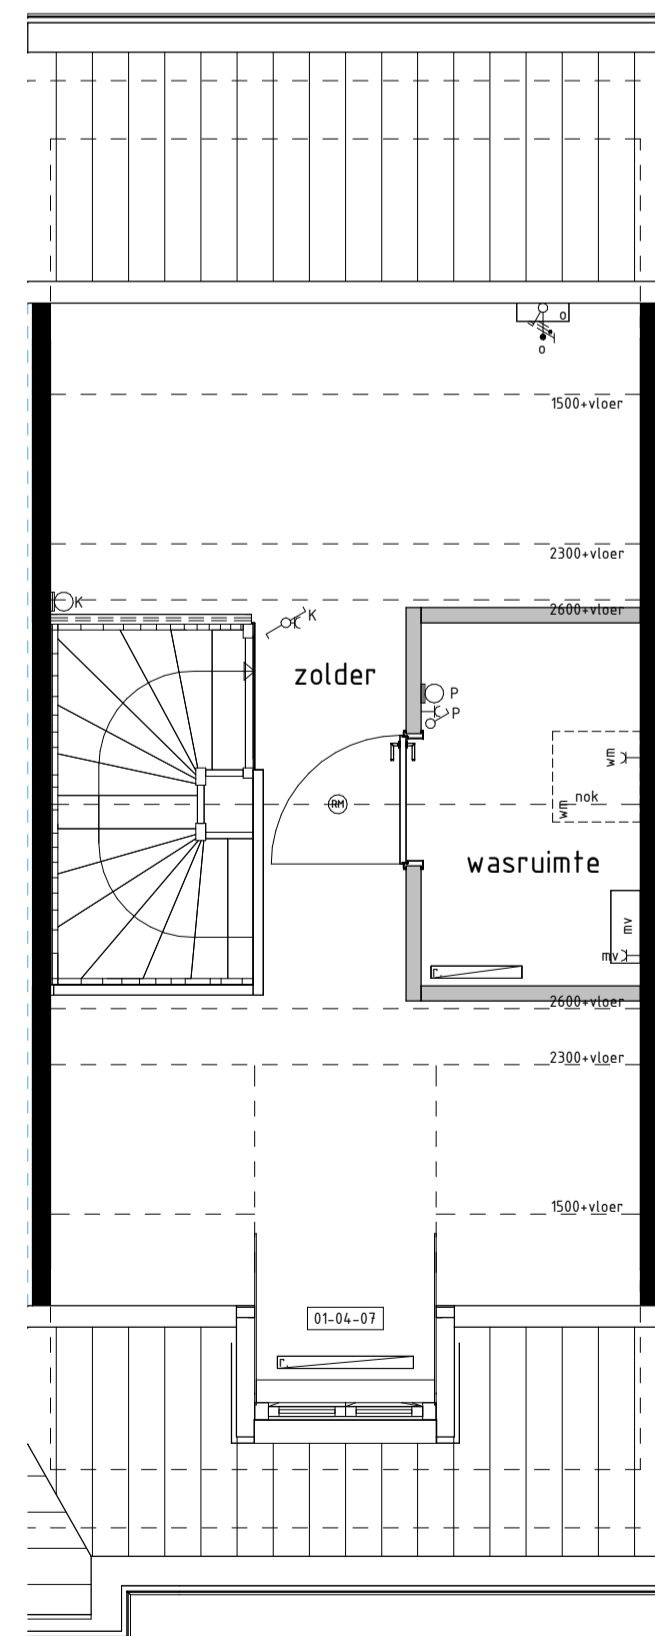 o
o
1500+vloer
2300+vloer
K
2600+vloer
K
zolder
P
P
wm
nok
wm
RM
wasruimte
mv
mv
r.
2600+vloer
2300+vloer
1500+vloer
01-04-07
r.